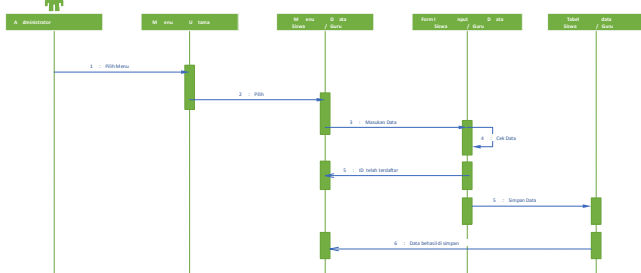 Administrator
Menu Utama
Menu Data
Siswa / Guru
Form Input Data
Siswa / Guru
Tabel data
Siswa / Guru
1 : Pilih Menu
2 : Pilih
3 : Masukan Data
4 : Cek Data
5 : ID telah terdaftar
5 : Simpan Data
6 : Data behasil di simpan